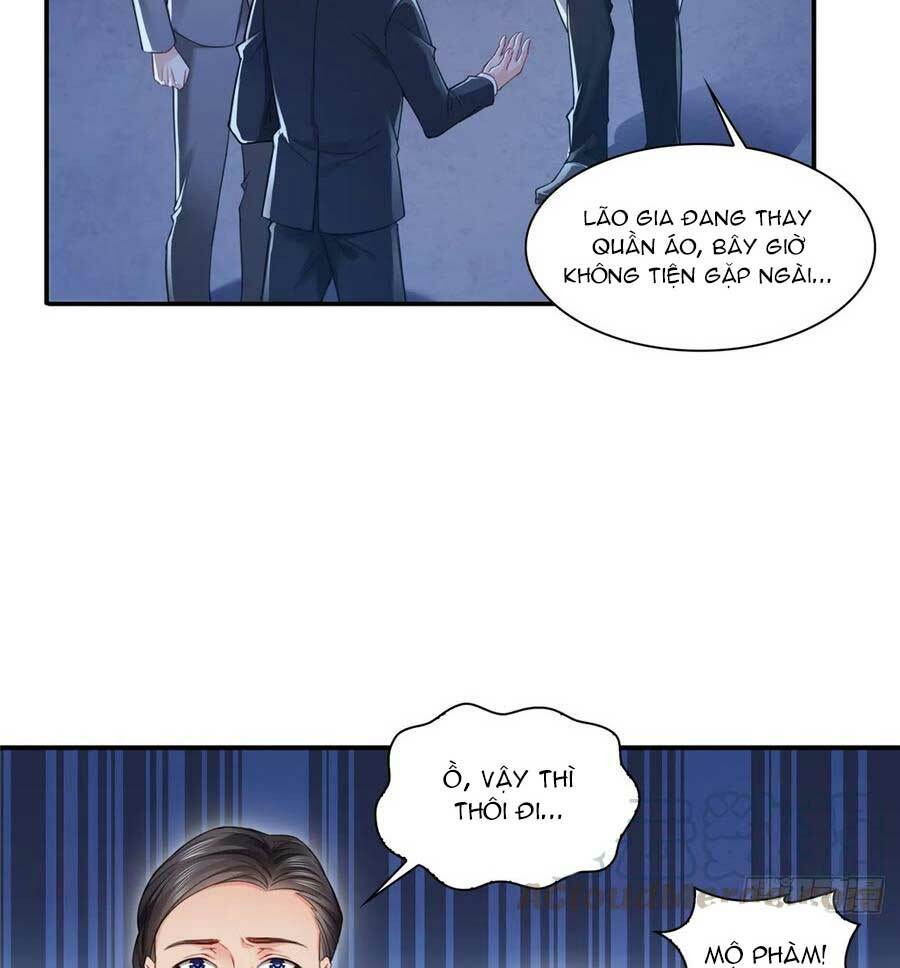 LÃO GIA ĐANG THAY
QUẦN ÁO, BÂY GIỜ
KHÔNG TIỆN GẶP NGÀI...
Ồ, VẬY THÌ
THÔI ĐI...
MỘ PHÀM!